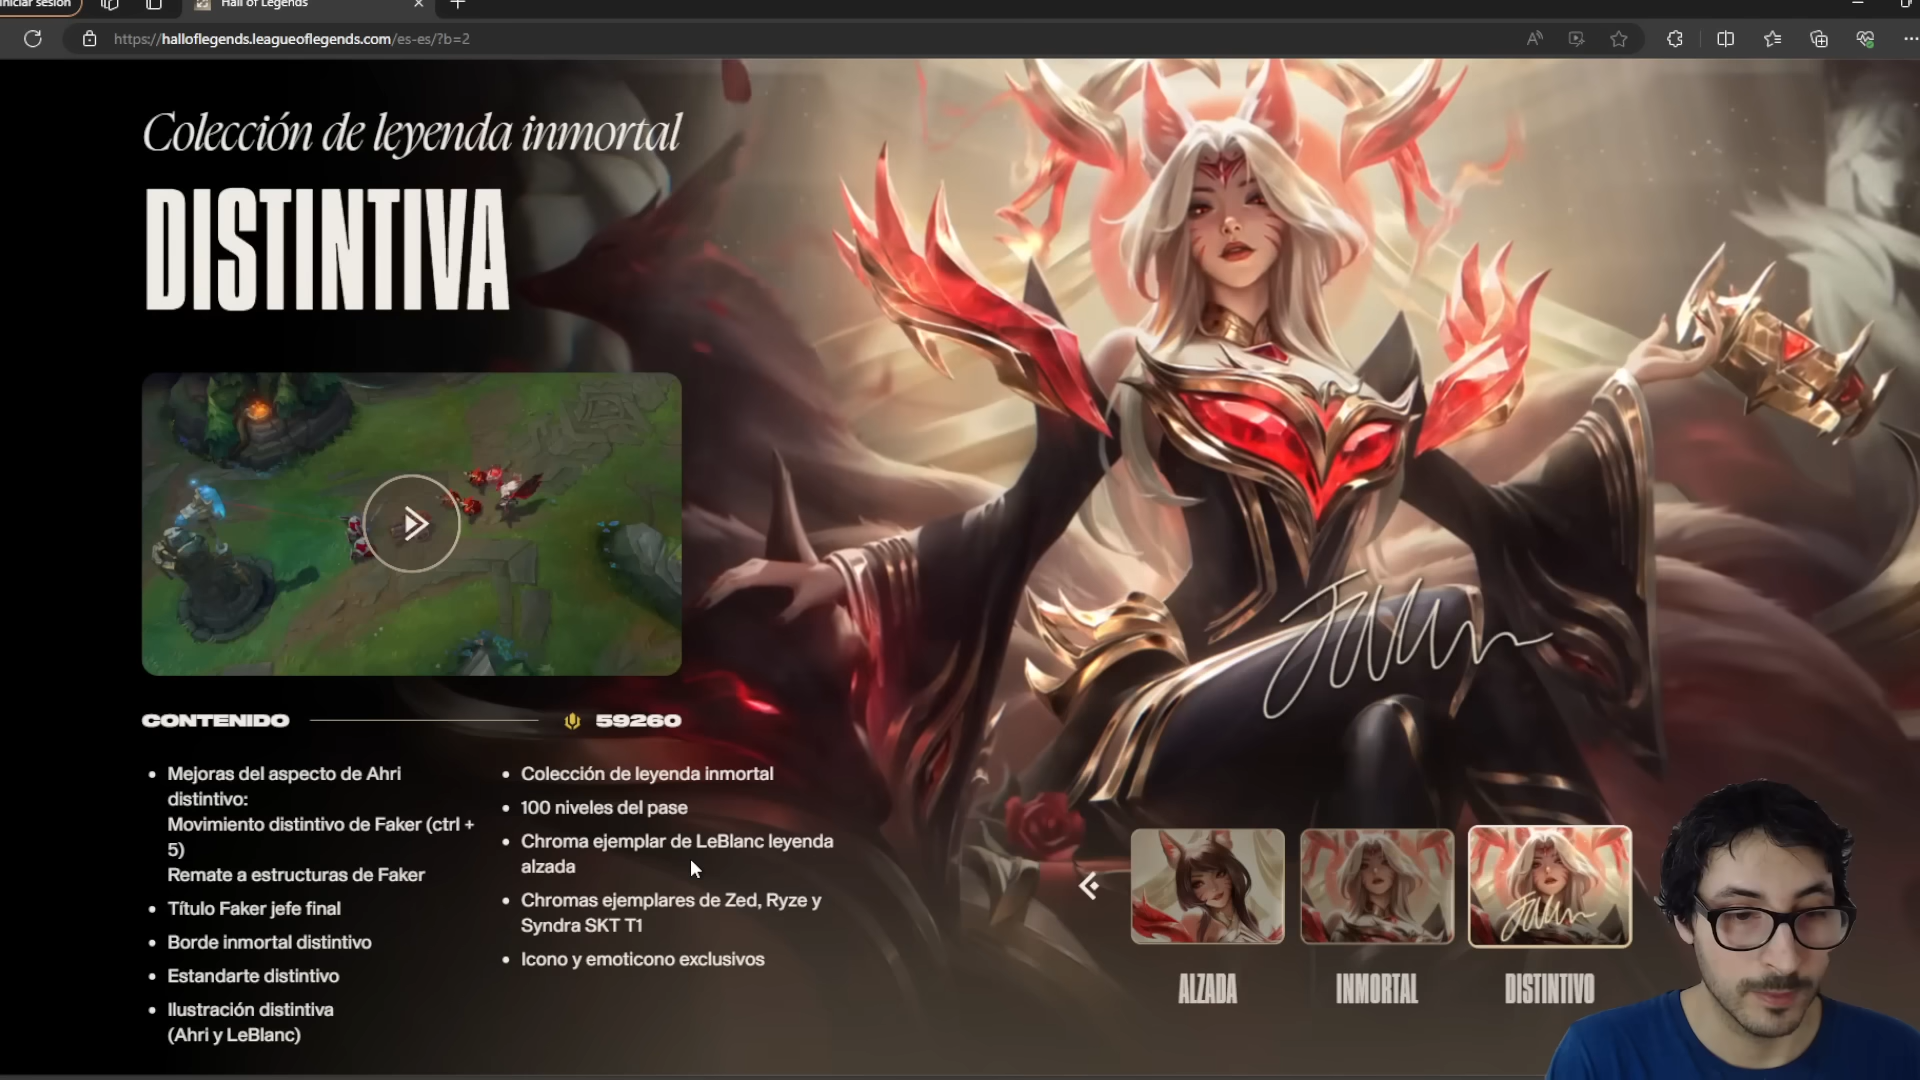 Iniciar sesión
Hall of Legends
https://halloflegends.leagueoflegends.com/es-es/?b=2
Colección de leyenda inmortal
DISTINTIVA
CONTENIDO
59260
• Mejoras del aspecto de Ahri
distintivo:
Movimiento distintivo de Faker (ctrl +
5)
Remate a estructuras de Faker
• Título Faker jefe final
• Borde inmortal distintivo
• Estandarte distintivo
• Ilustración distintiva
(Ahri y LeBlanc)
• Colección de leyenda inmortal
• 100 niveles del pase
• Chroma ejemplar de LeBlanc leyenda
alzada
• Chromas ejemplares de Zed, Ryze y
Syndra SKT T1
• Icono y emoticono exclusivos
ALZADA
INMORTAL
DISTINTIVO